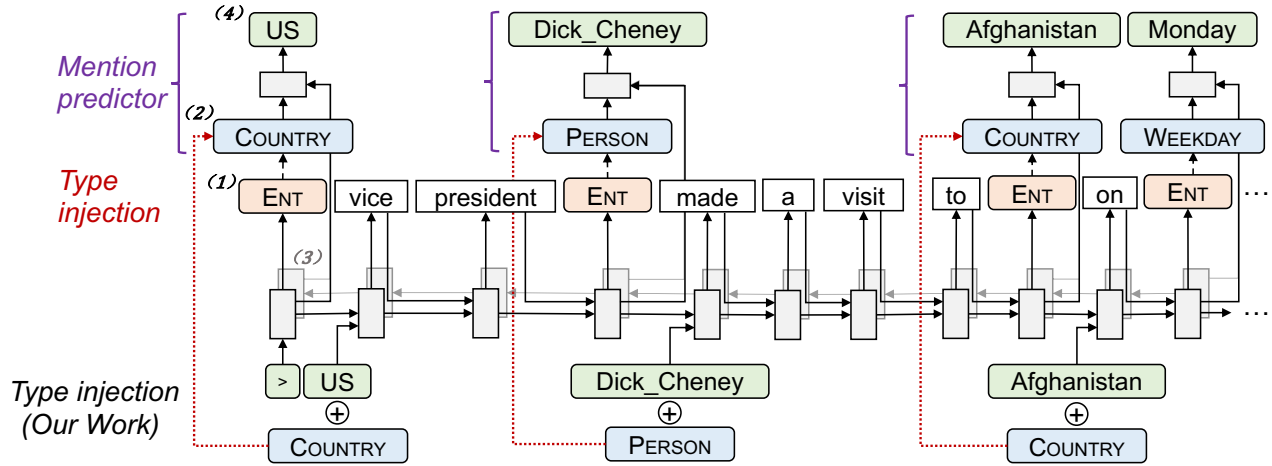 (4) US Dick_Cheney Afghanistan Monday
Mention
predictor
(2) COUNTRY PERSON COUNTRY WEEKDAY
Type
injection
(1) ENT vice president ENT made a visit to ENT on ENT ...
(3)
...
> US Dick_Cheney Afghanistan
Type injection
(Our Work)
+ + +
COUNTRY PERSON COUNTRY